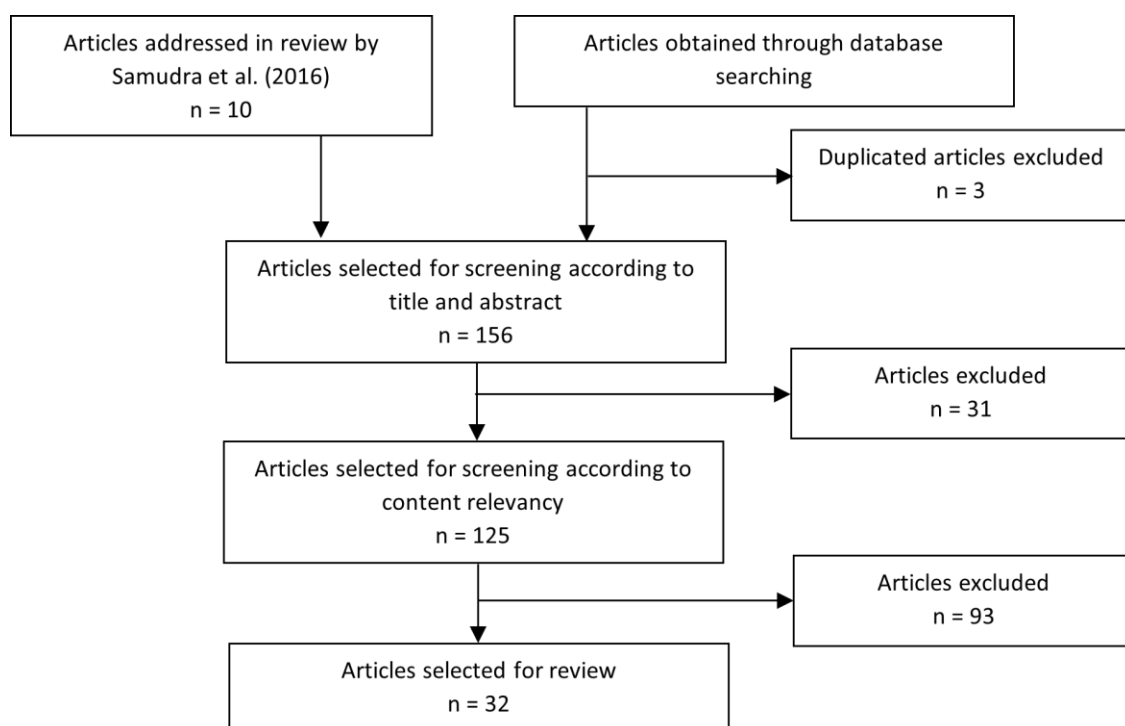 Articles addressed in review by
Samudra et al. (2016)
n = 10
Articles obtained through database
searching
Duplicated articles excluded
n = 3
Articles selected for screening according to
title and abstract
n = 156
Articles excluded
n = 31
Articles selected for screening according to
content relevancy
n = 125
Articles excluded
n = 93
Articles selected for review
n = 32